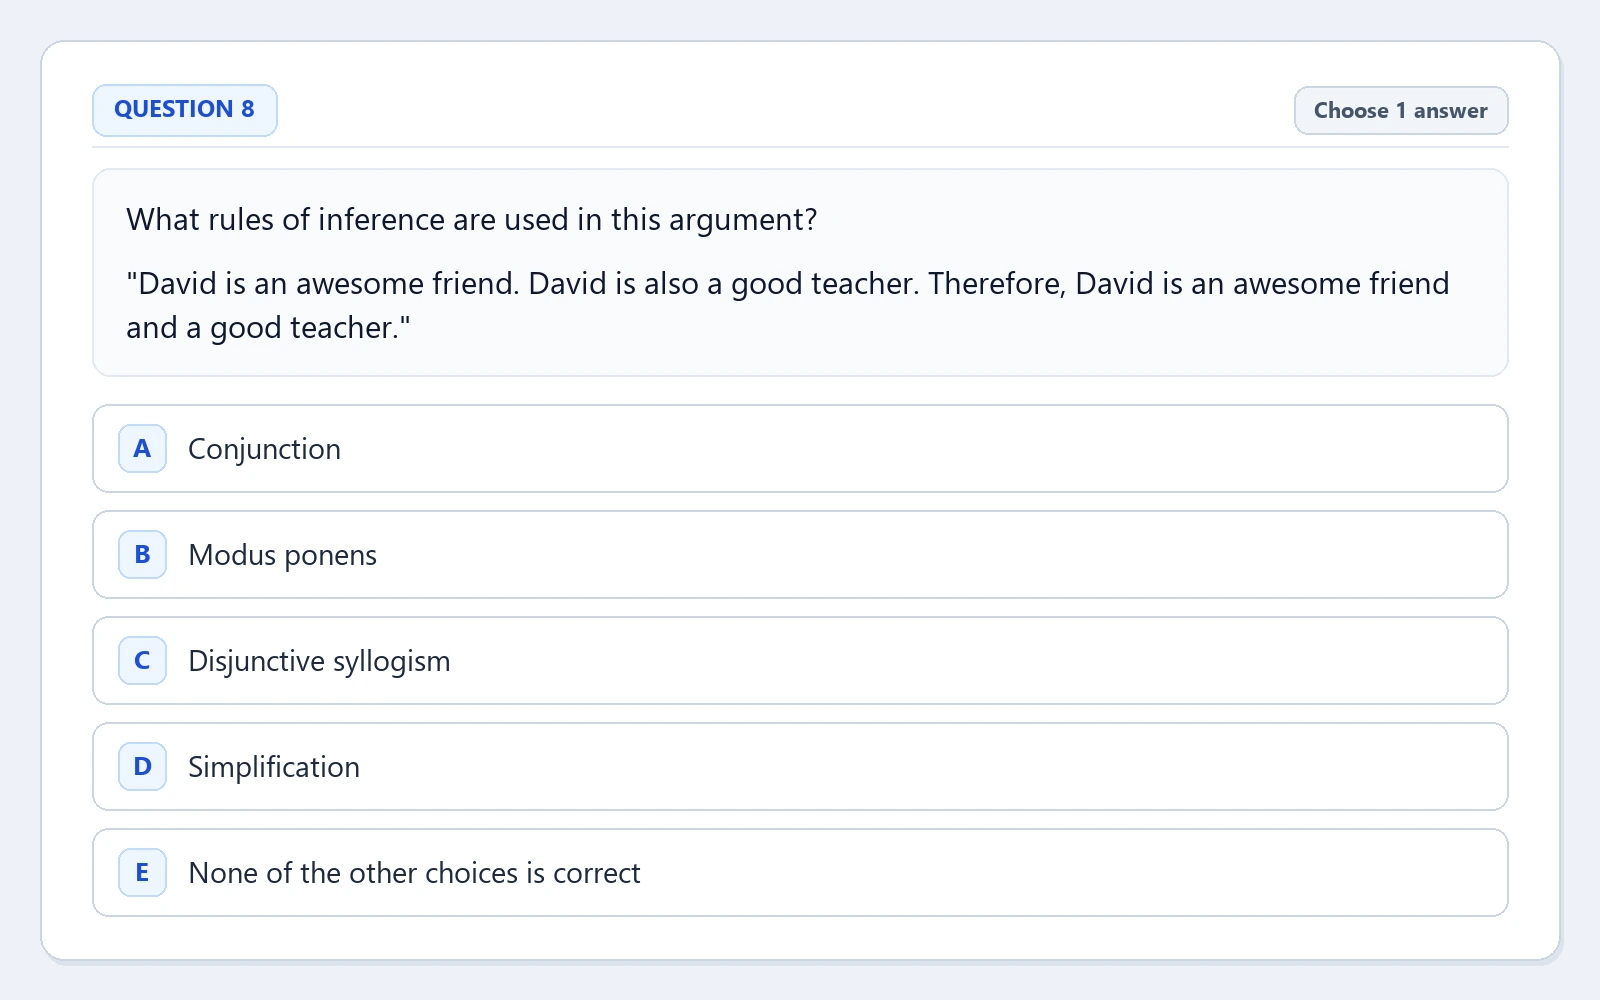 QUESTION 8
Choose 1 answer
What rules of inference are used in this argument?
"David is an awesome friend. David is also a good teacher. Therefore, David is an awesome friend
and a good teacher."
A Conjunction
B Modus ponens
C Disjunctive syllogism
D Simplification
E None of the other choices is correct